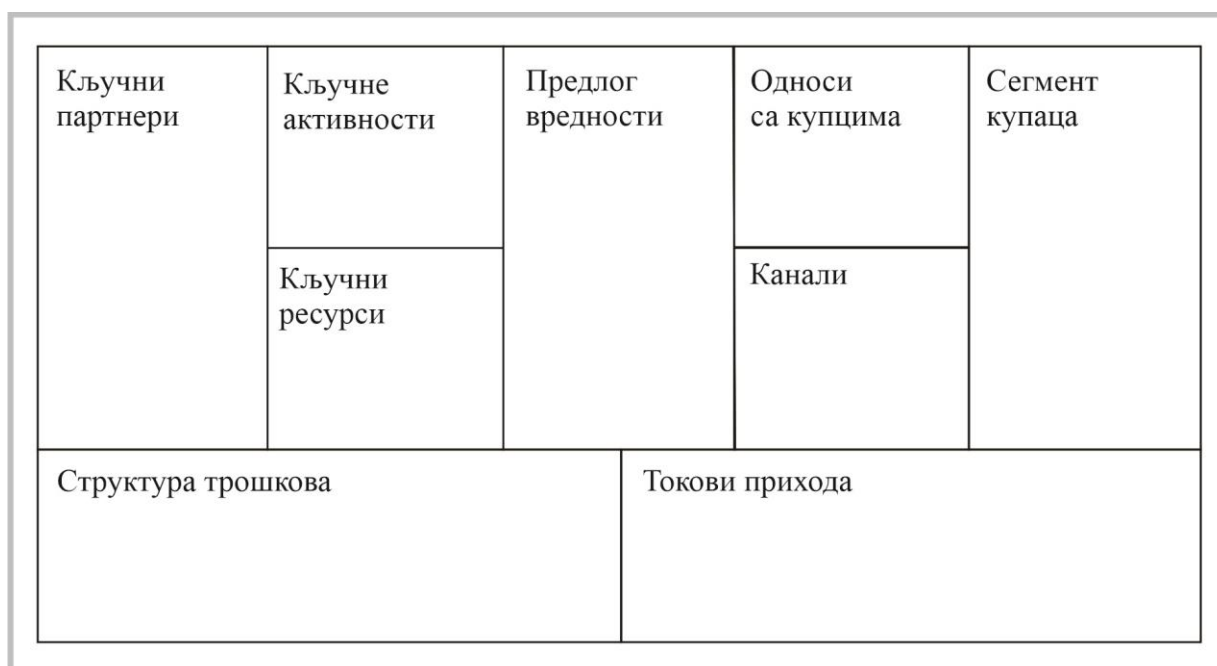 Кључни
партнери
Кључне
активности
Кључни
ресурси
Предлог
вредности
Односи
са купцима
Канали
Сегмент
купаца
Структура трошкова
Токови прихода